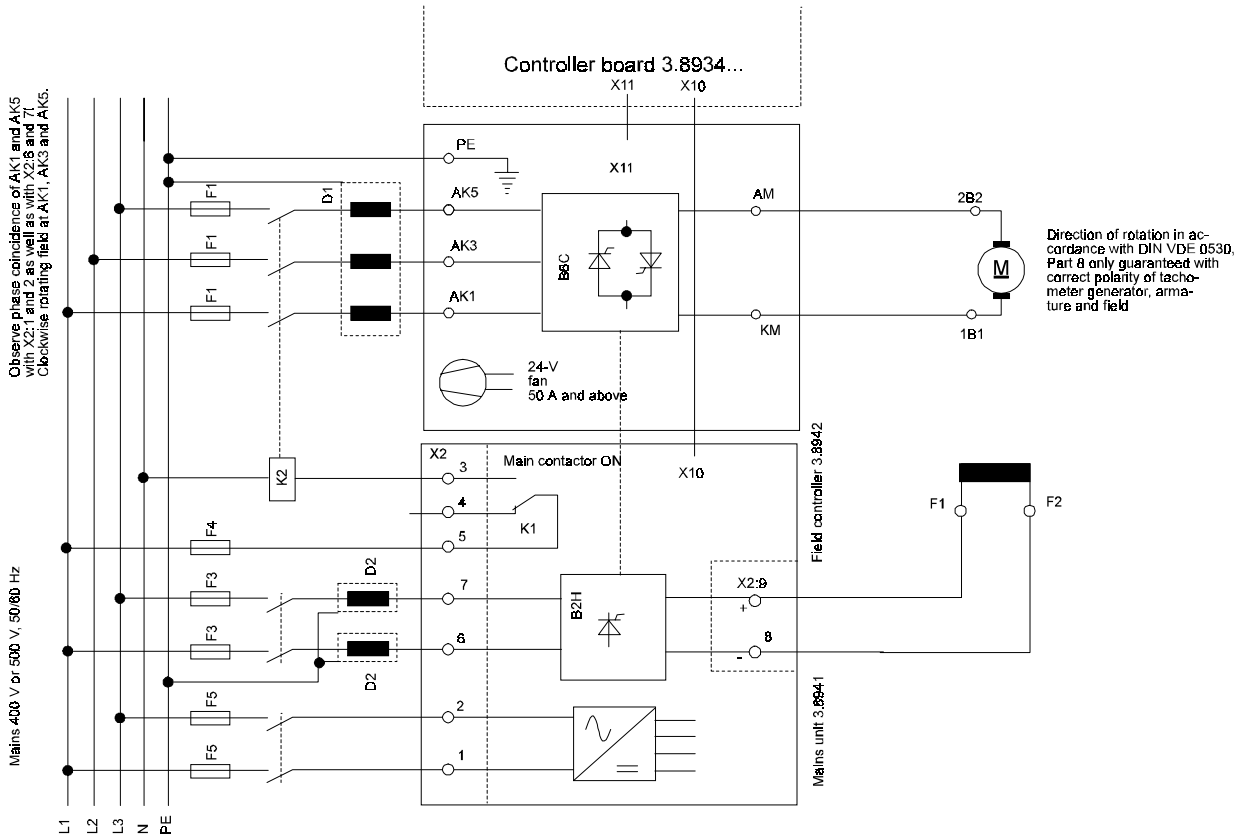 Controller board 3.8934...
X11
X10
Observe phase coincidence of AK1 and AK5
with X2:1 and 2 as well as with X2:6 and 7!
Clockwise rotating field at AK1, AK3 and AK5.
PE
X11
F1
D1
AK5
AM
2B2
F1
AK3
B6C
M
Direction of rotation in ac-
cordance with DIN VDE 0530,
Part 8 only guaranteed with
correct polarity of tacho-
meter generator, arma-
ture and field
F1
AK1
KM
1B1
24-V
fan
50 A and above
X2
Main contactor ON
X10
Field controller 3.8942
K2
3
4
K1
5
F4
F1
F2
Mains 400 V or 500 V, 50/60 Hz
F3
D2
7
B2H
X2:9
+
F3
D2
6
8
-
F5
2
Mains unit 3.8941
F5
1
L1
L2
L3
N
PE